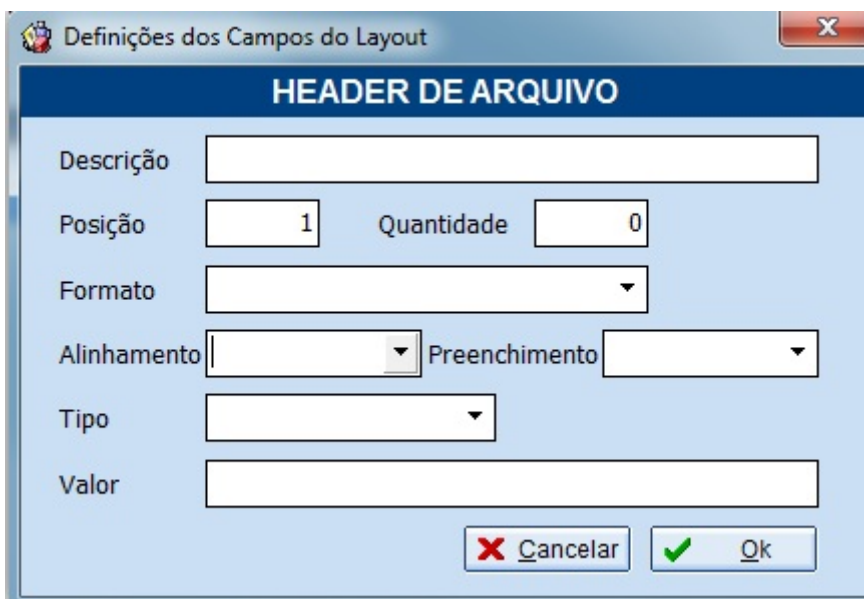 Definições dos Campos do Layout
HEADER DE ARQUIVO
Descrição
Posição 1 Quantidade 0
Formato
Alinhamento Preenchimento
Tipo
Valor
Cancelar Ok